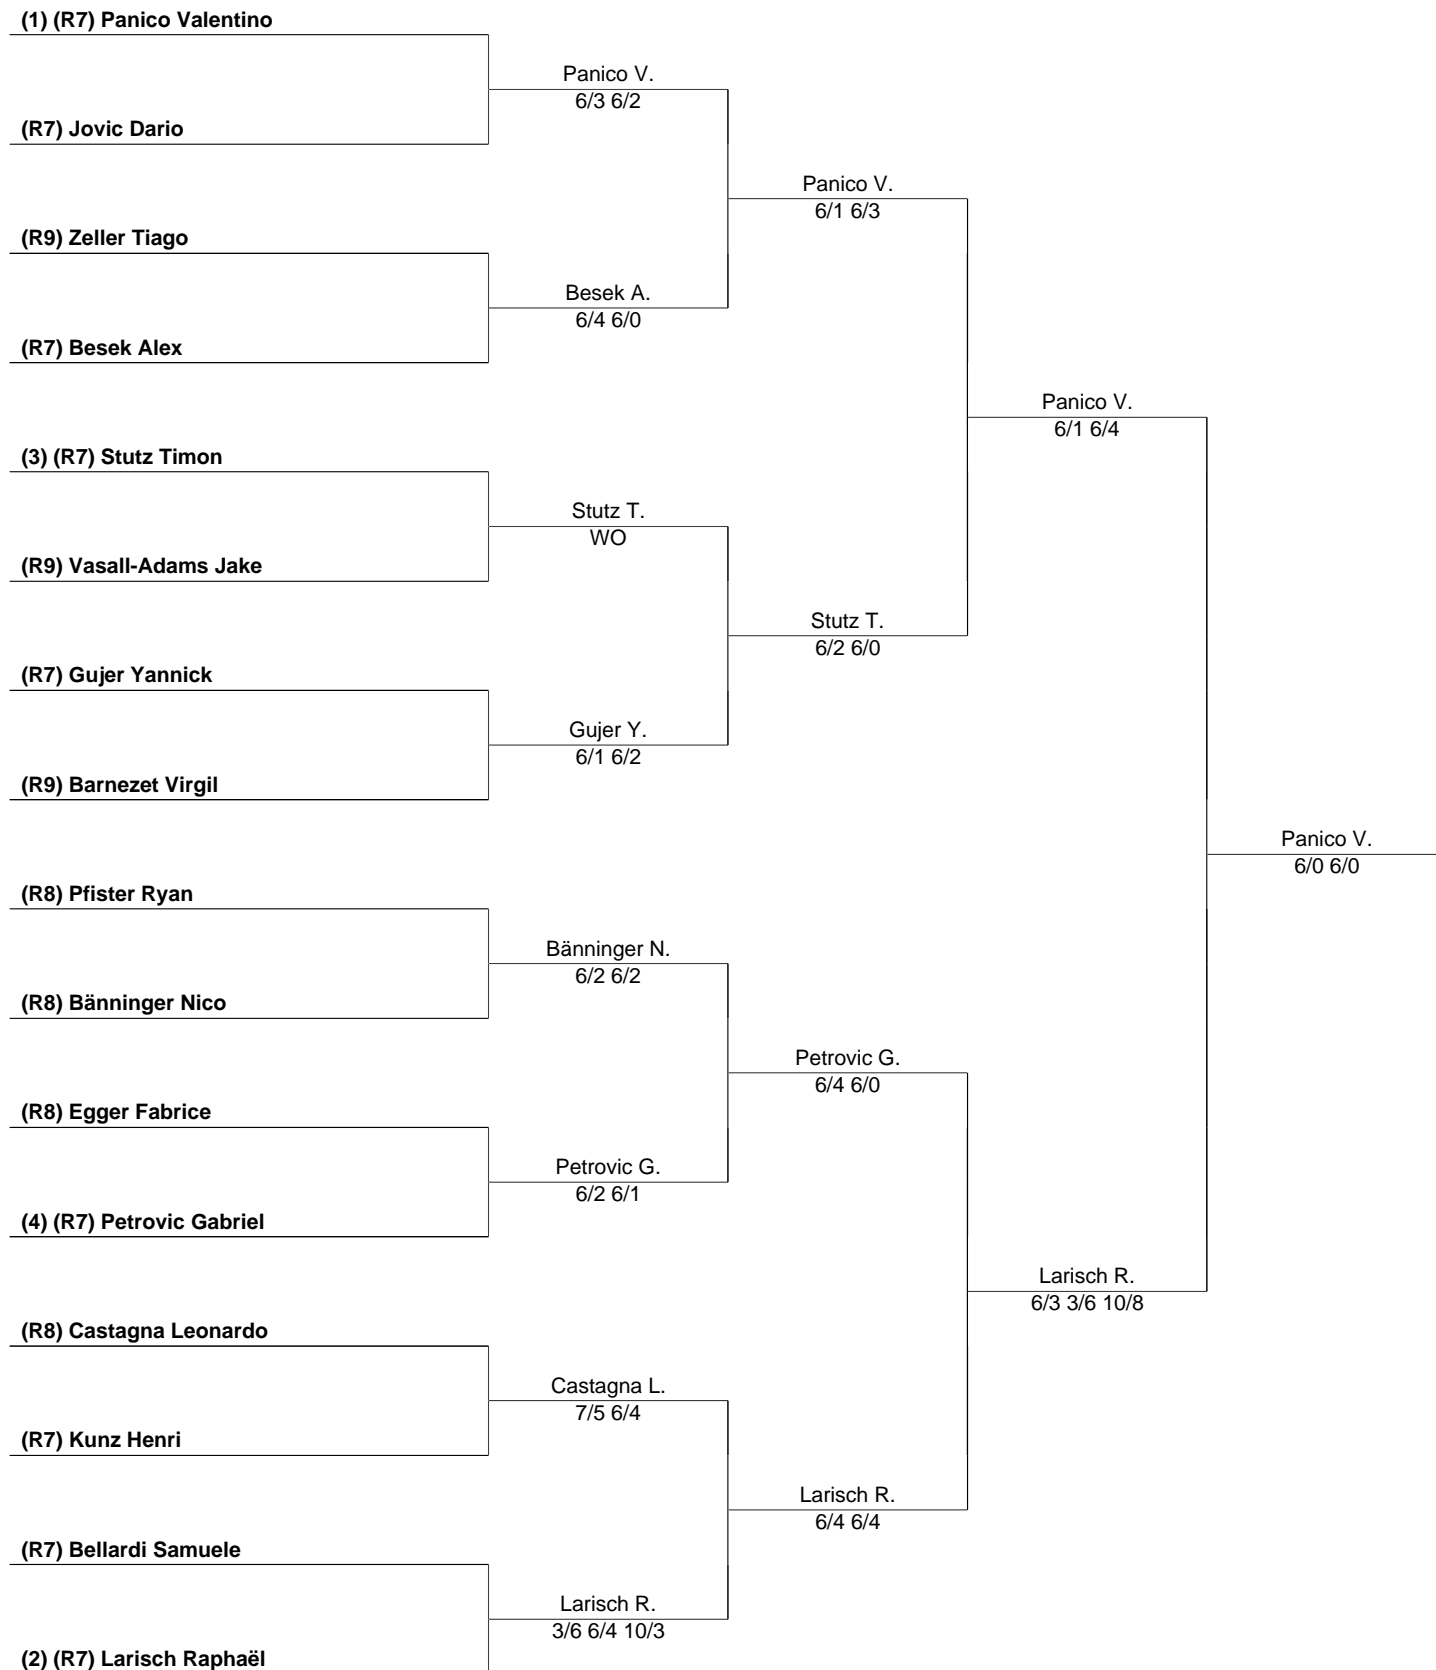 (1) (R7) Panico Valentino
Panico V.
6/3 6/2
(R7) Jovic Dario
Panico V.
6/1 6/3
(R9) Zeller Tiago
Besek A.
6/4 6/0
(R7) Besek Alex
Panico V.
6/1 6/4
(3) (R7) Stutz Timon
Stutz T.
WO
(R9) Vasall-Adams Jake
Stutz T.
6/2 6/0
(R7) Gujer Yannick
Gujer Y.
6/1 6/2
(R9) Barnezet Virgil
Panico V.
6/0 6/0
(R8) Pfister Ryan
Bänninger N.
6/2 6/2
(R8) Bänninger Nico
Petrovic G.
6/4 6/0
(R8) Egger Fabrice
Petrovic G.
6/2 6/1
(4) (R7) Petrovic Gabriel
Larisch R.
6/3 3/6 10/8
(R8) Castagna Leonardo
Castagna L.
7/5 6/4
(R7) Kunz Henri
Larisch R.
6/4 6/4
(R7) Bellardi Samuele
Larisch R.
3/6 6/4 10/3
(2) (R7) Larisch Raphaël